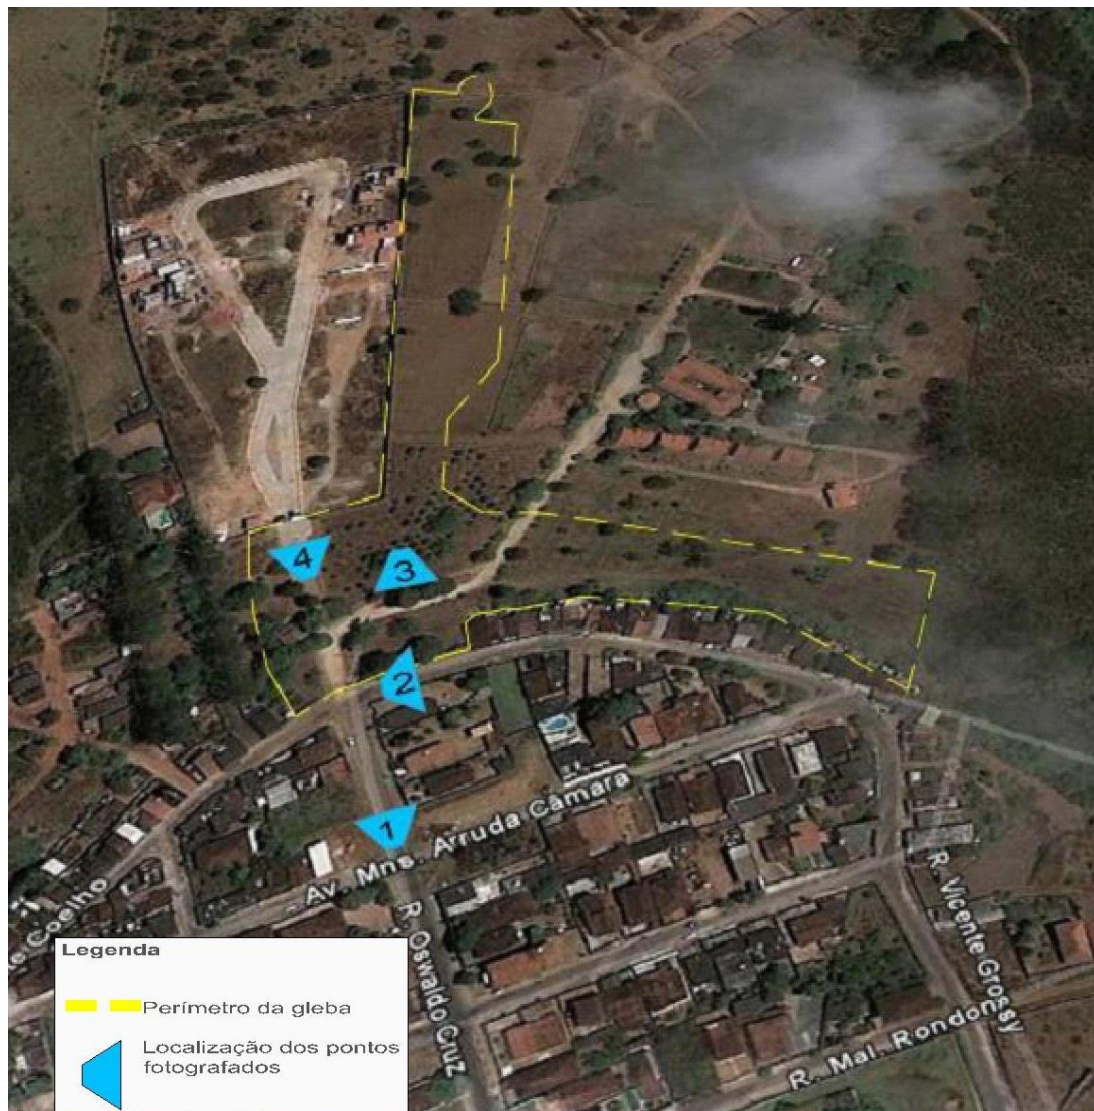 4
3
2
1
Av. Mns. Arruda Câmara
R. Oswaldo Cruz
Coelho
R. Vicente Grossy
R. Mal. Rondon
Legenda
Perímetro da gleba
Localização dos pontos
fotografados